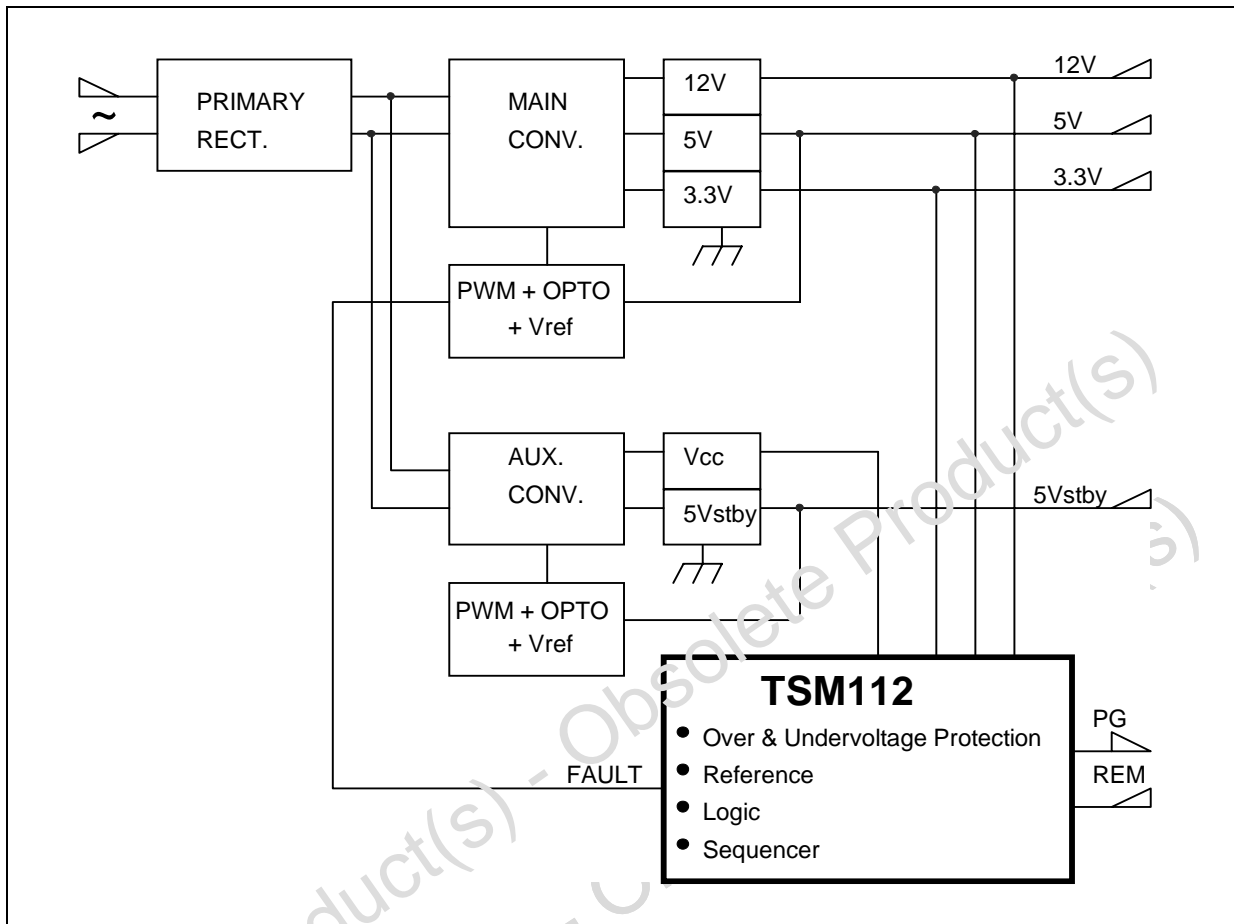 PRIMARY
RECT.
~
MAIN
CONV.
12V
5V
3.3V
12V
5V
3.3V
PWM + OPTO
+ Vref
AUX.
CONV.
Vcc
5Vstby
5Vstby
PWM + OPTO
+ Vref
TSM112
• Over & Undervoltage Protection
• Reference
• Logic
• Sequencer
FAULT
PG
REM
duct(s) - Obsolete Product(s)